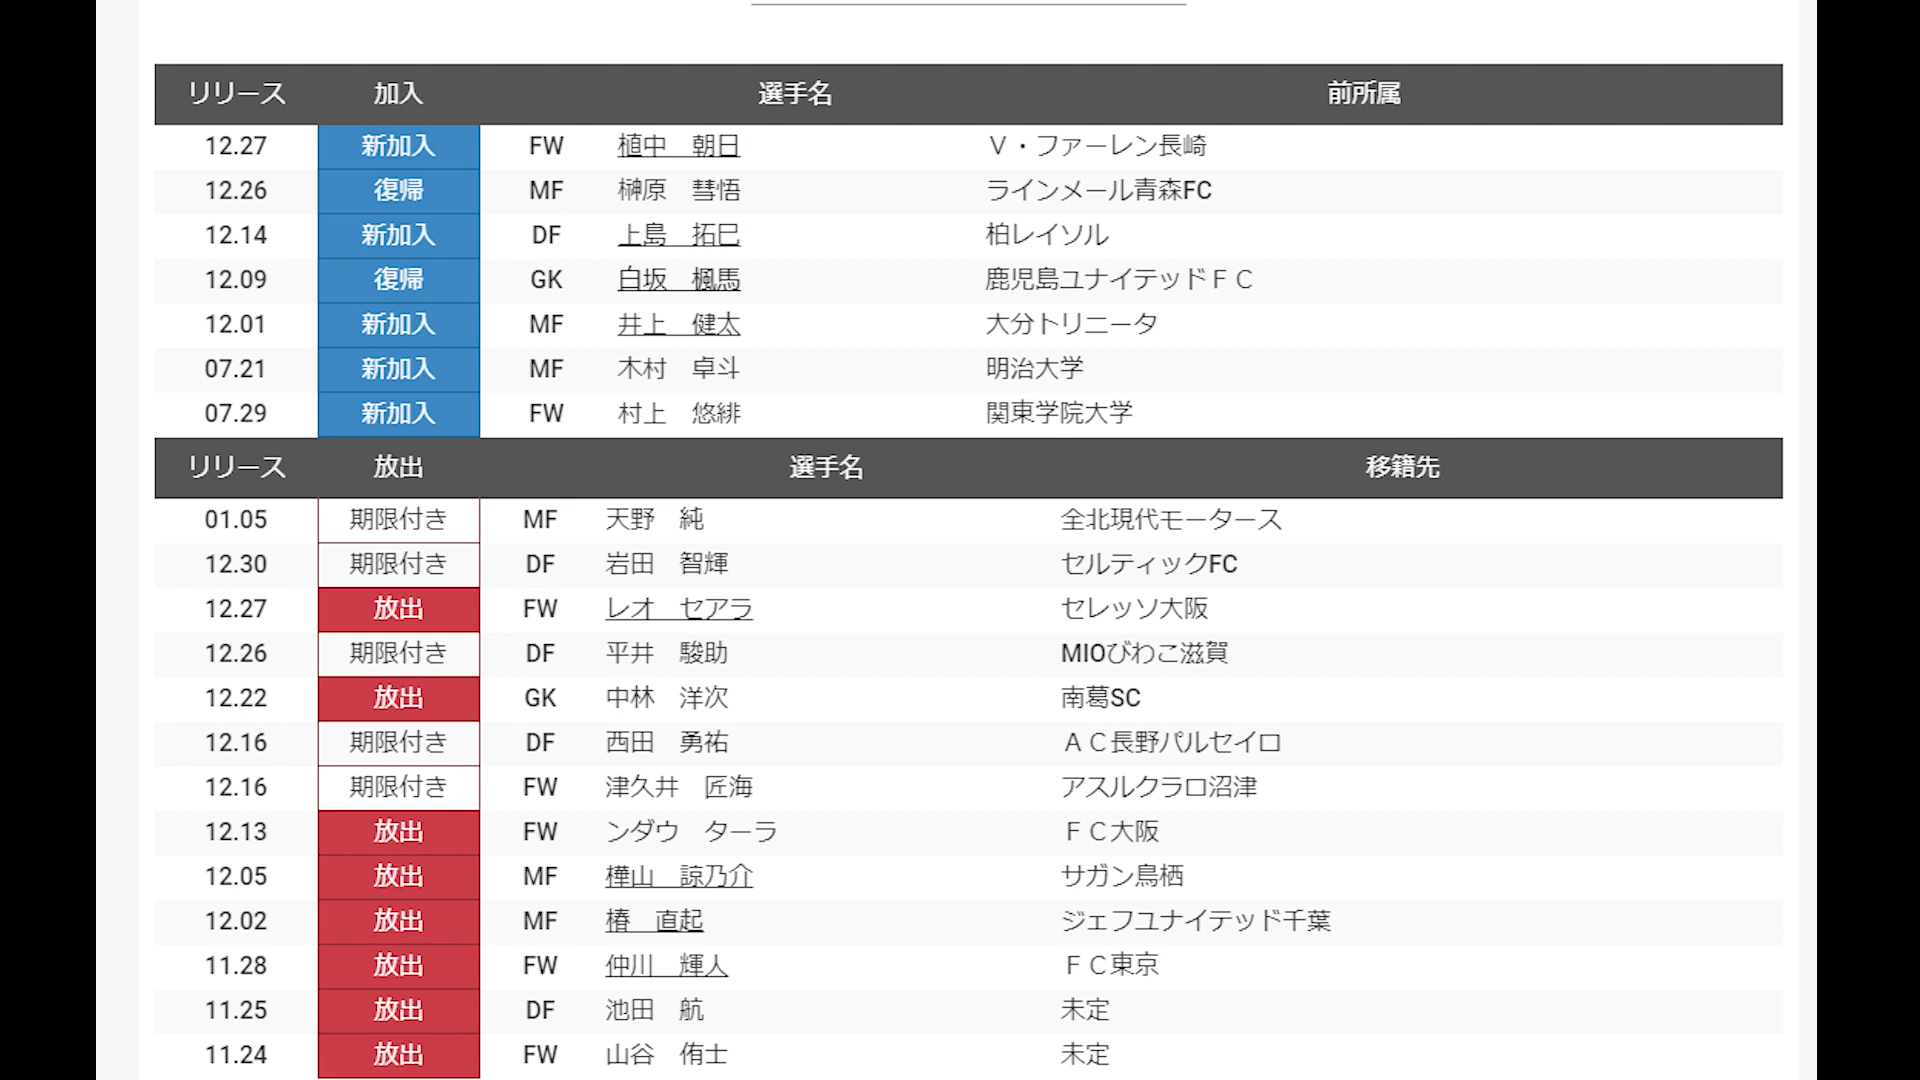 リリース 加入 選手名 前所属
12.27 新加入 FW 植中　朝日 Ｖ・ファーレン長崎
12.26 復帰 MF 榊原　彗悟 ラインメール青森FC
12.14 新加入 DF 上島　拓巳 柏レイソル
12.09 復帰 GK 白坂　楓馬 鹿児島ユナイテッドＦＣ
12.01 新加入 MF 井上　健太 大分トリニータ
07.21 新加入 MF 木村　卓斗 明治大学
07.29 新加入 FW 村上　悠緋 関東学院大学
リリース 放出 選手名 移籍先
01.05 期限付き MF 天野　純 全北現代モータース
12.30 期限付き DF 岩田　智輝 セルティックFC
12.27 放出 FW レオ　セアラ セレッソ大阪
12.26 期限付き DF 平井　駿助 MIOびわこ滋賀
12.22 放出 GK 中林　洋次 南葛SC
12.16 期限付き DF 西田　勇祐 ＡＣ長野パルセイロ
12.16 期限付き FW 津久井　匠海 アスルクラロ沼津
12.13 放出 FW ンダウ　ターラ ＦＣ大阪
12.05 放出 MF 樺山　諒乃介 サガン鳥栖
12.02 放出 MF 椿　直起 ジェフユナイテッド千葉
11.28 放出 FW 仲川　輝人 ＦＣ東京
11.25 放出 DF 池田　航 未定
11.24 放出 FW 山谷　侑士 未定